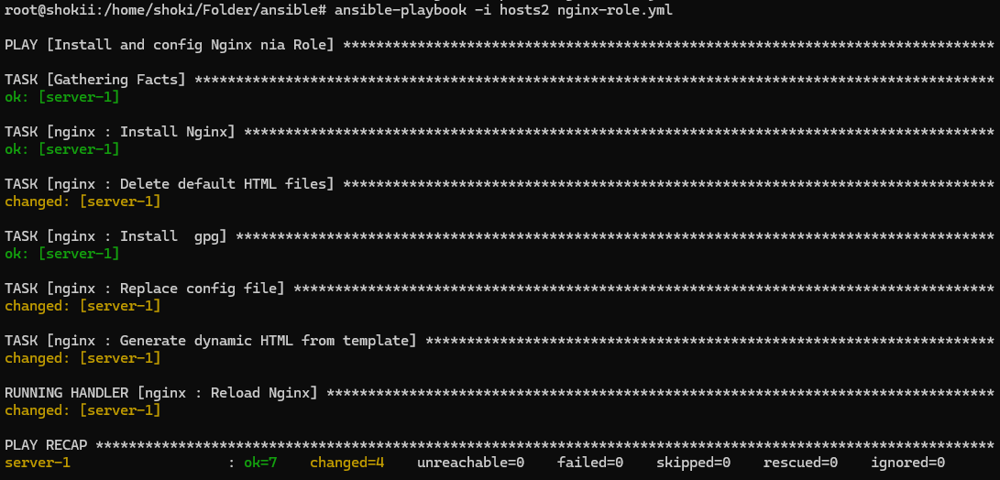 root@shokii:/home/shoki/Folder/ansible# ansible-playbook -i hosts2 nginx-role.yml
PLAY [Install and config Nginx nia Role] *******************************************************************************
TASK [Gathering Facts] *************************************************************************************************
ok: [server-1]
TASK [nginx : Install Nginx] *******************************************************************************************
ok: [server-1]
TASK [nginx : Delete default HTML files] *******************************************************************************
changed: [server-1]
TASK [nginx : Install  gpg] ********************************************************************************************
ok: [server-1]
TASK [nginx : Replace config file] *************************************************************************************
changed: [server-1]
TASK [nginx : Generate dynamic HTML from template] *********************************************************************
changed: [server-1]
RUNNING HANDLER [nginx : Reload Nginx] *********************************************************************************
changed: [server-1]
PLAY RECAP *************************************************************************************************************
server-1                   : ok=7    changed=4    unreachable=0    failed=0    skipped=0    rescued=0    ignored=0